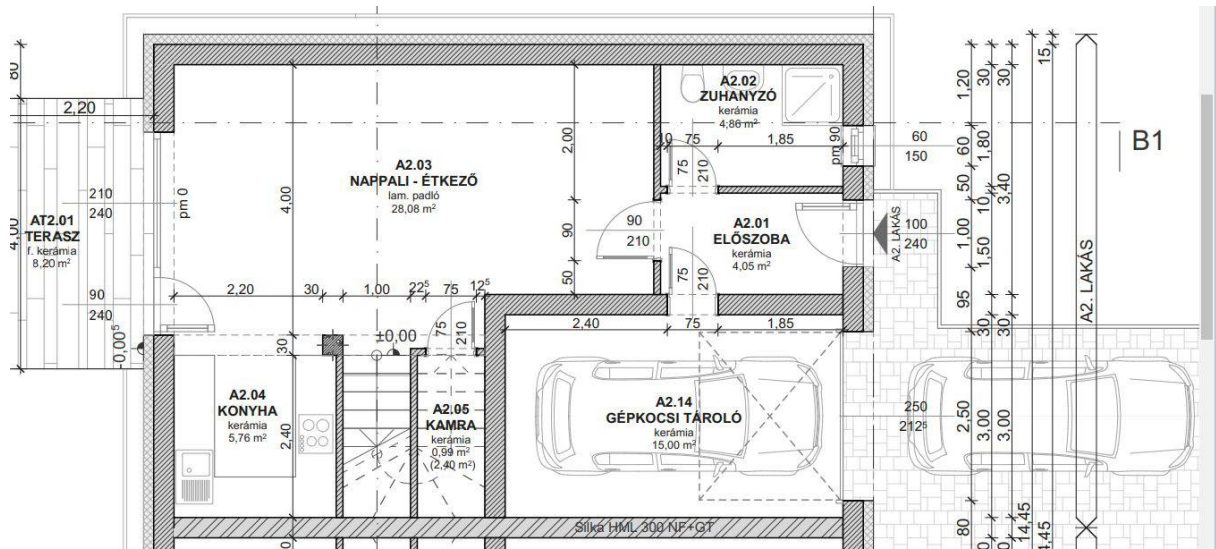 80
2,20
4,00
AT2.01
TERASZ
f. kerámia
8,20 m²
210
240
pm 0
90
240
-0,00⁵
A2.03
NAPPALI - ÉTKEZŐ
lam. padló
28,08 m²
4,00
2,00
90
50
90
210
A2.02
ZUHANYZÓ
kerámia
4,86 m²
10
75
1,85
75
210
pm 90
60
150
A2.01
ELŐSZOBA
kerámia
4,05 m²
75
210
A2. LAKÁS
100
240
2,20
30
1,00
22⁵
75
12⁵
±0,00
75
210
30
2,40
A2.04
KONYHA
kerámia
5,76 m²
2,40
A2.05
KAMRA
kerámia
0,99 m²
(2,40 m²)
75
1,85
A2.14
GÉPKOCSI TÁROLÓ
kerámia
15,00 m²
250
212⁵
Silka HML 300 NF+GT
1,20
60
50
1,00
95
2,50
80
30
1,80
10
1,50
30
3,00
30
3,40
30
3,00
14,45
15
A2. LAKÁS
B1